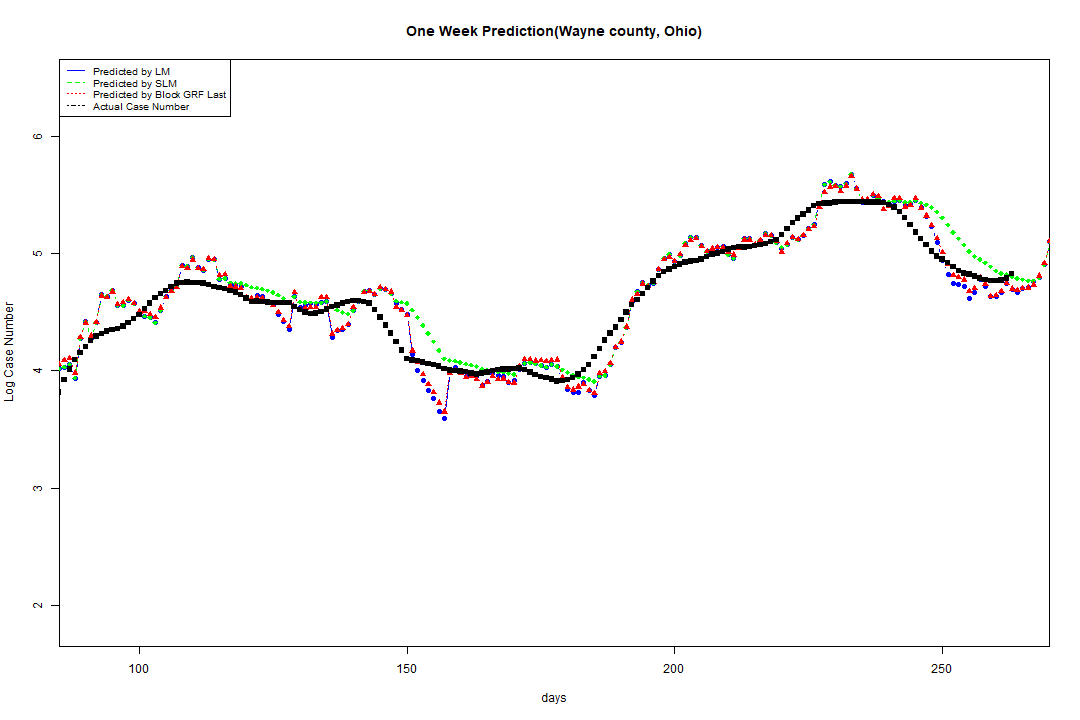 One Week Prediction(Wayne county, Ohio)
Predicted by LM
Predicted by SLM
Predicted by Block GRF Last
Actual Case Number
6
5
4
3
2
Log Case Number
100 150 200 250
days